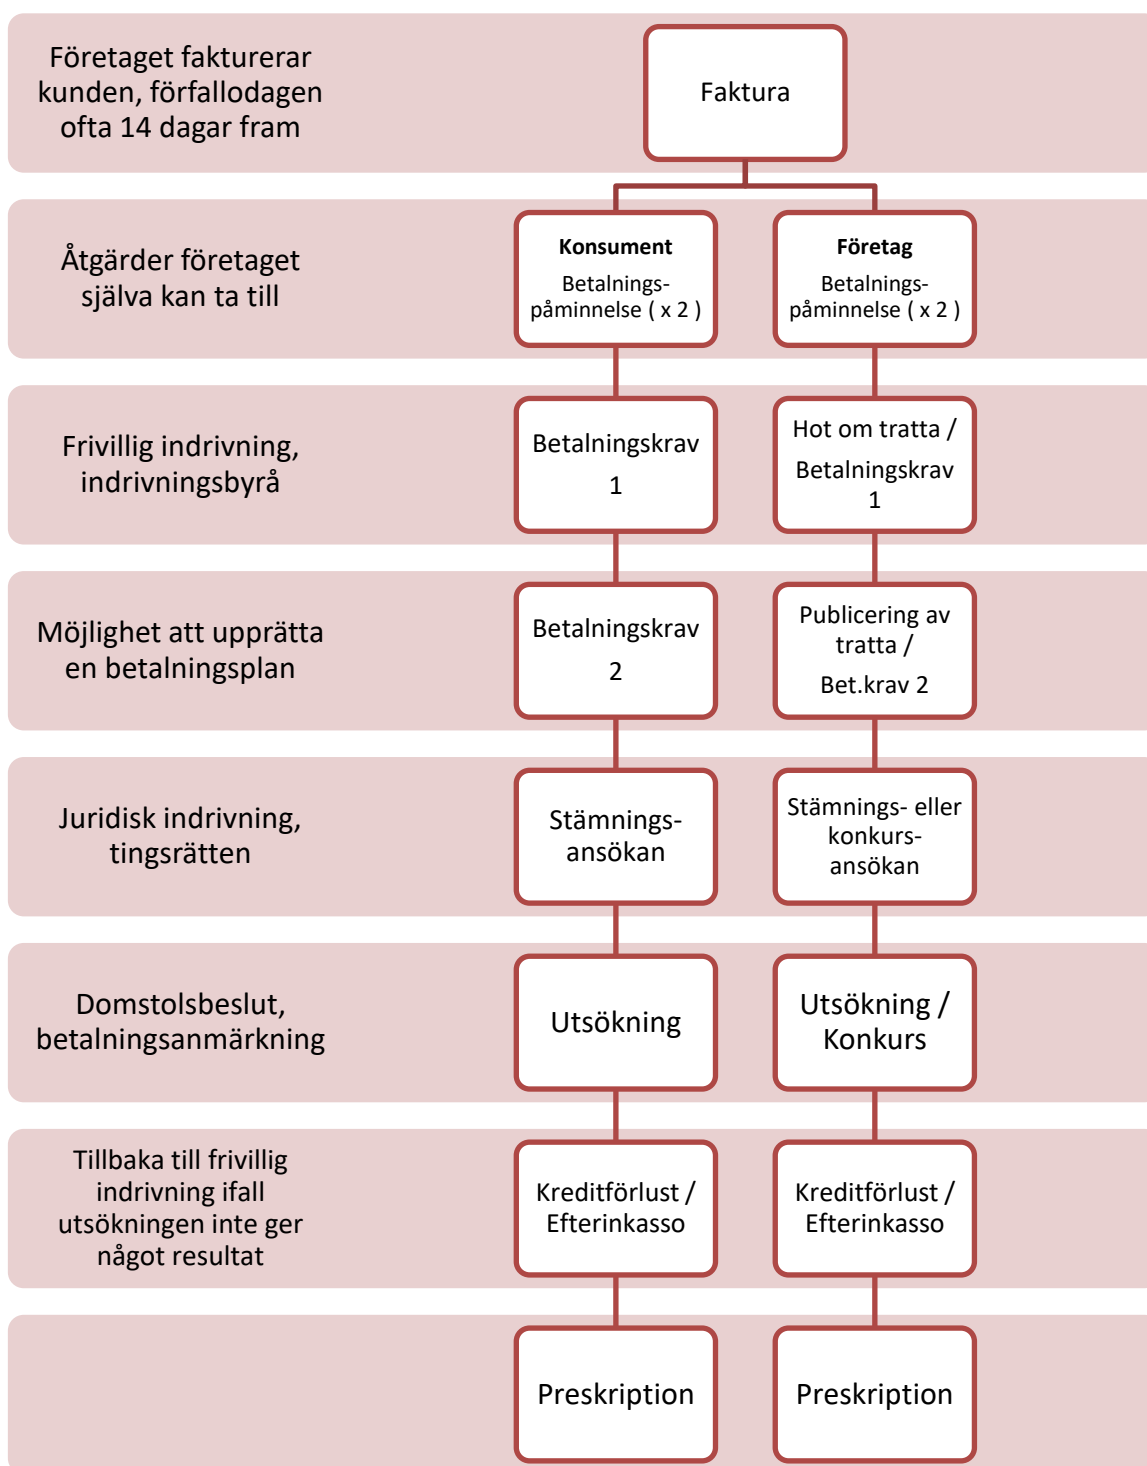 Företaget fakturerar
kunden, förfallodagen
ofta 14 dagar fram
Faktura
Åtgärder företaget
själva kan ta till
Konsument
Betalnings-
påminnelse ( x 2 )
Företag
Betalnings-
påminnelse ( x 2 )
Frivillig indrivning,
indrivningsbyrå
Betalningskrav
1
Hot om tratta /
Betalningskrav
1
Möjlighet att upprätta
en betalningsplan
Betalningskrav
2
Publicering av
tratta /
Bet.krav 2
Juridisk indrivning,
tingsrätten
Stämnings-
ansökan
Stämnings- eller
konkurs-
ansökan
Domstolsbeslut,
betalningsanmärkning
Utsökning
Utsökning /
Konkurs
Tillbaka till frivillig
indrivning ifall
utsökningen inte ger
något resultat
Kreditförlust /
Efterinkasso
Kreditförlust /
Efterinkasso
Preskription
Preskription